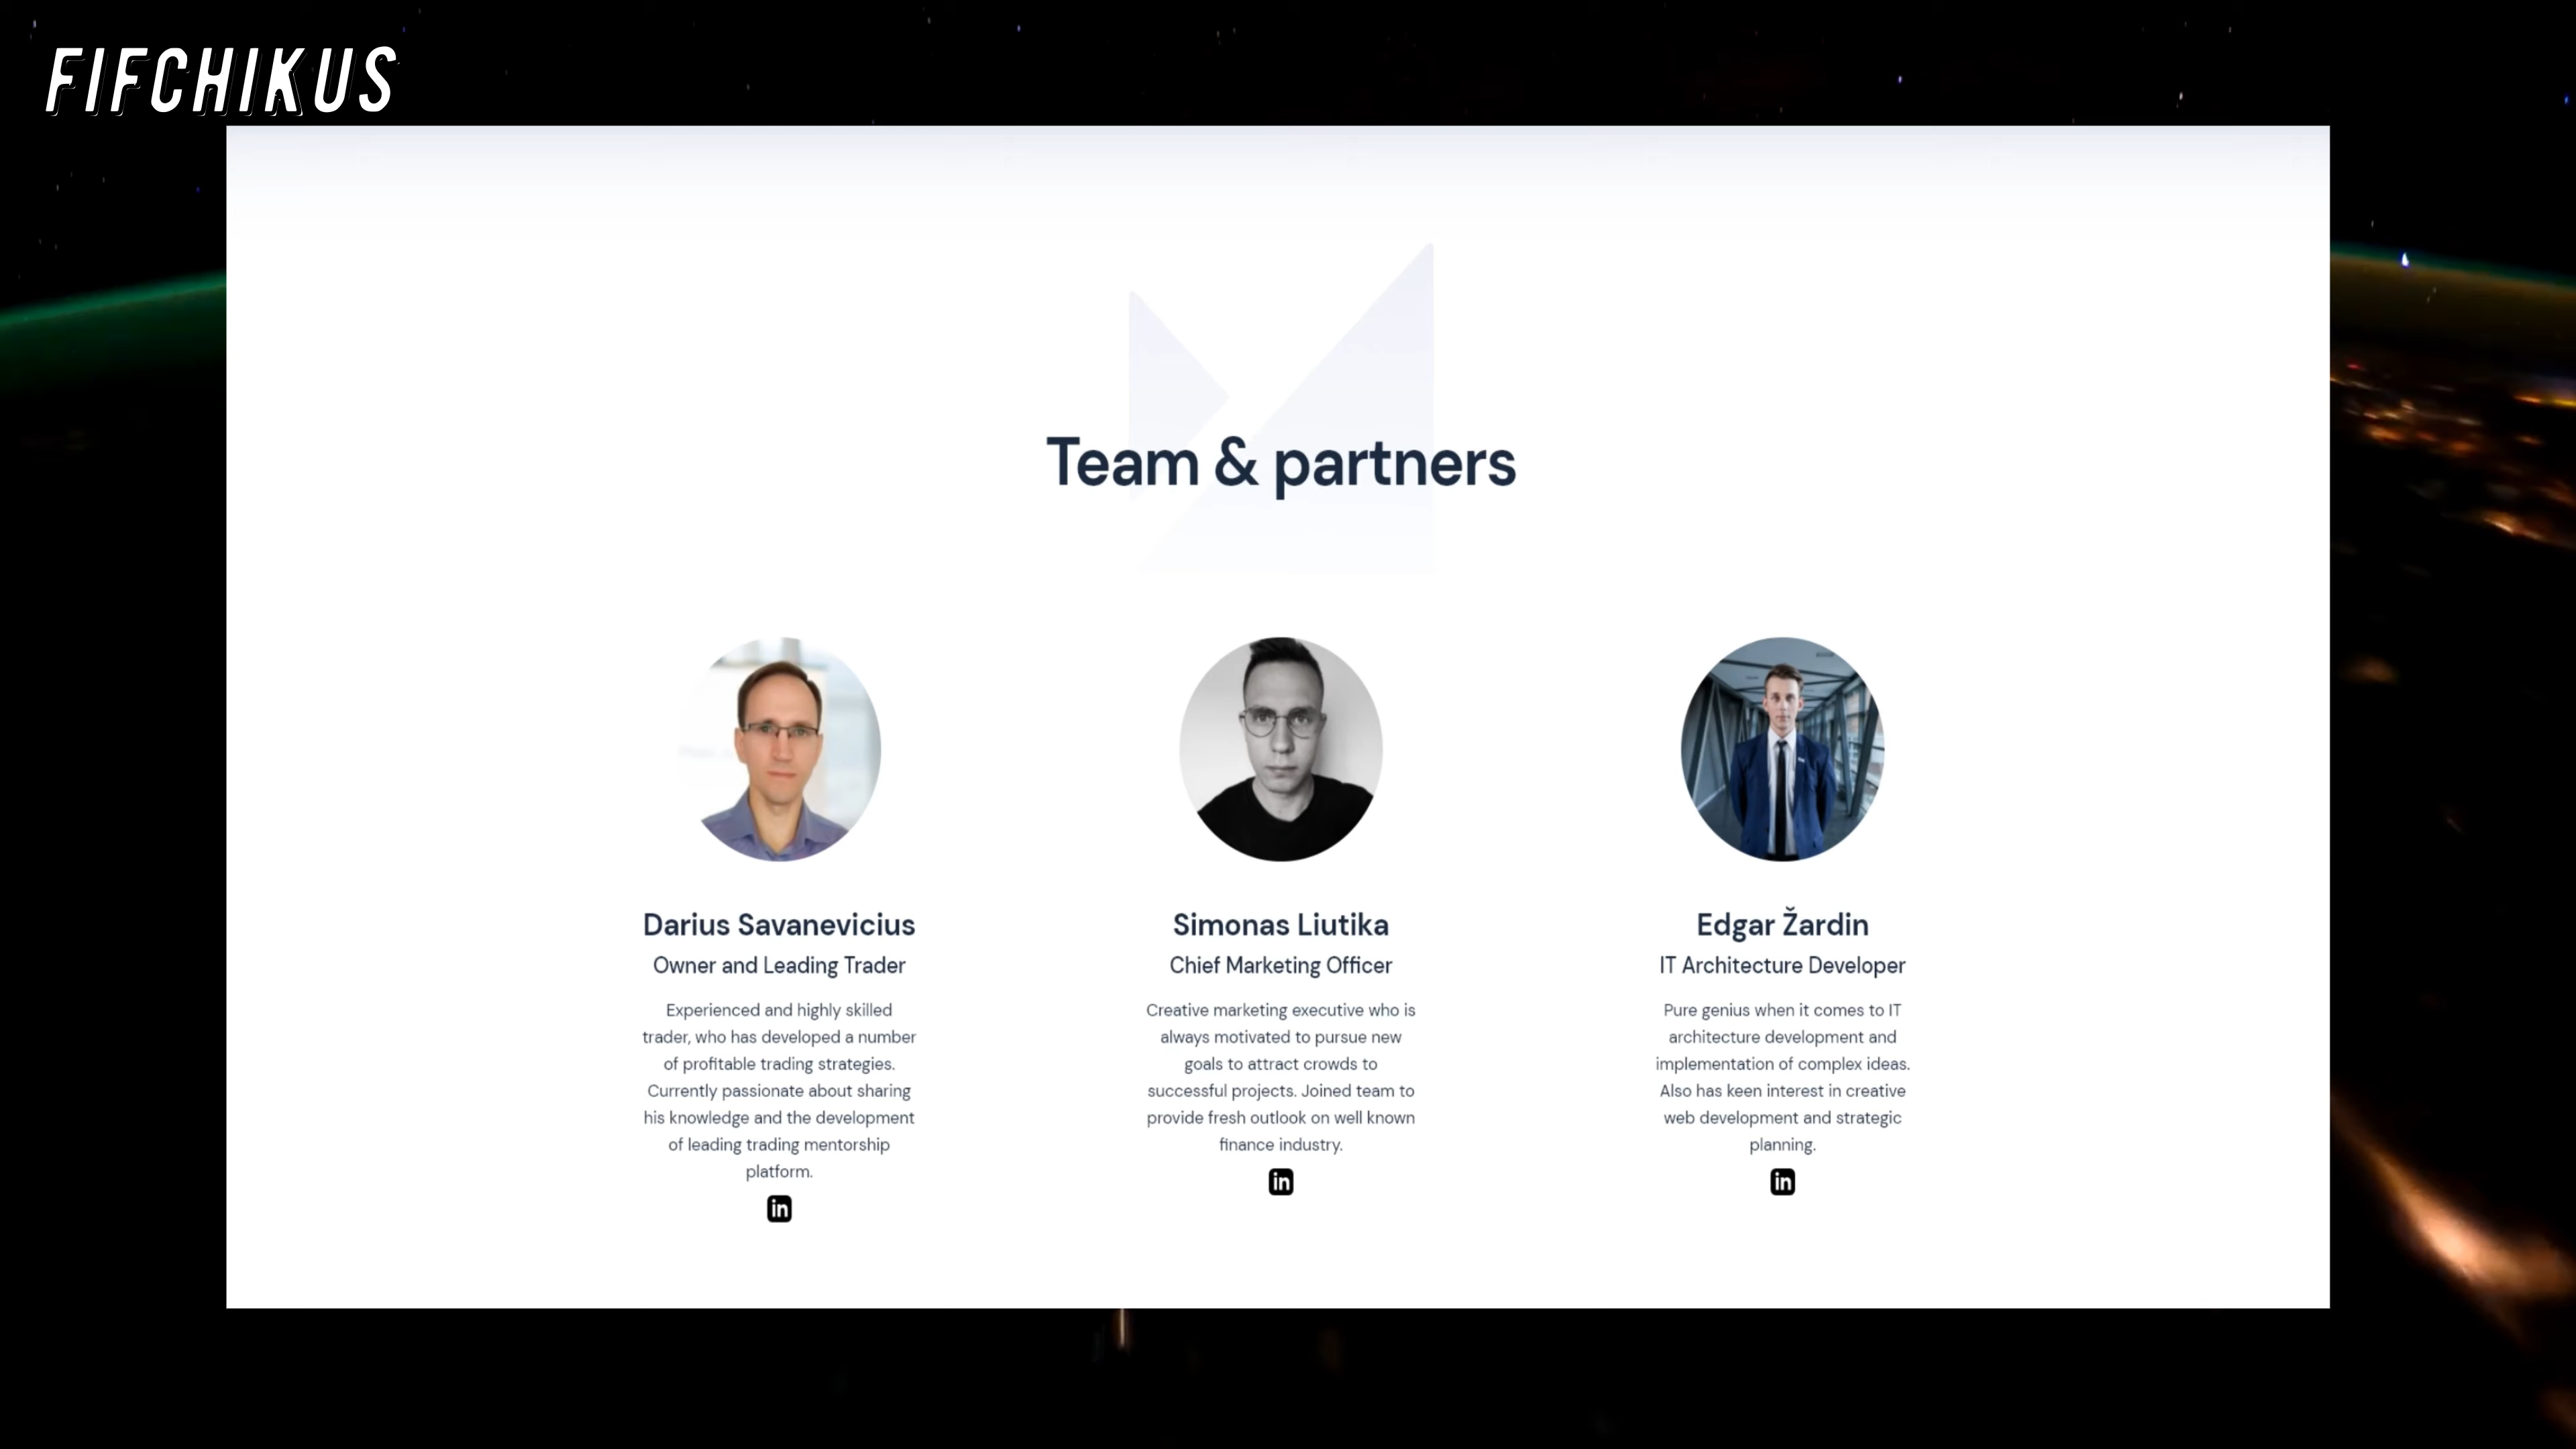 FIFCHIKUS
Team & partners
Darius Savanevicius
Owner and Leading Trader
Experienced and highly skilled
trader, who has developed a number
of profitable trading strategies.
Currently passionate about sharing
his knowledge and the development
of leading trading mentorship
platform.
in
Simonas Liutika
Chief Marketing Officer
Creative marketing executive who is
always motivated to pursue new
goals to attract crowds to
successful projects. Joined team to
provide fresh outlook on well known
finance industry.
in
Edgar Žardin
IT Architecture Developer
Pure genius when it comes to IT
architecture development and
implementation of complex ideas.
Also has keen interest in creative
web development and strategic
planning.
in